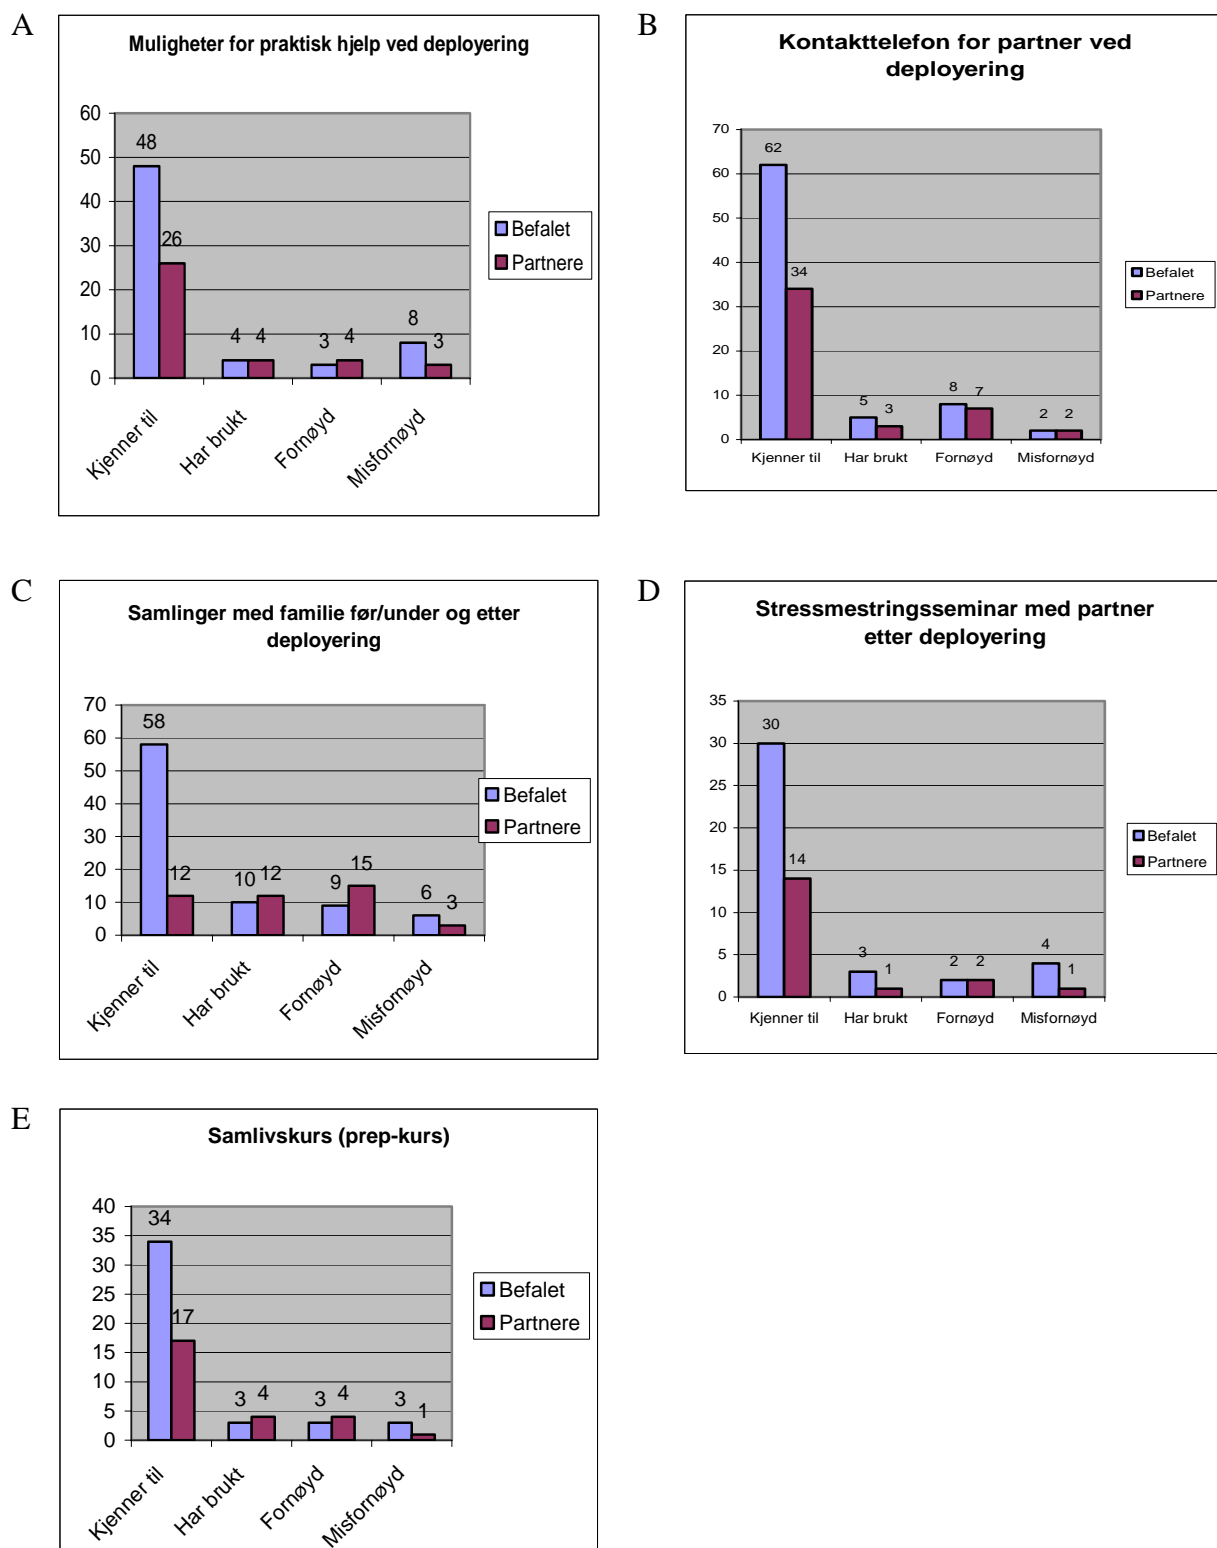 A
Muligheter for praktisk hjelp ved deployering
60
50
40
30
20
10
0
48
26
4 4
3 4
8
3
Kjenner til
Har brukt
Fornøyd
Misfornøyd
Befalet
Partnere
B
Kontakttelefon for partner ved
deployering
70
60
50
40
30
20
10
0
62
34
5
3
8
7
2 2
Kjenner til Har brukt Fornøyd Misfornøyd
Befalet
Partnere
C
Samlinger med familie før/under og etter
deployering
70
60
50
40
30
20
10
0
58
12
10 12
9
15
6
3
Kjenner til
Har brukt
Fornøyd
Misfornøyd
Befalet
Partnere
D
Stressmestringsseminar med partner
etter deployering
35
30
25
20
15
10
5
0
30
14
3
1
2 2
4
1
Kjenner til Har brukt Fornøyd Misfornøyd
Befalet
Partnere
E
Samlivskurs (prep-kurs)
40
35
30
25
20
15
10
5
0
34
17
3 4
3 4
3
1
Kjenner til
Har brukt
Fornøyd
Misfornøyd
Befalet
Partnere